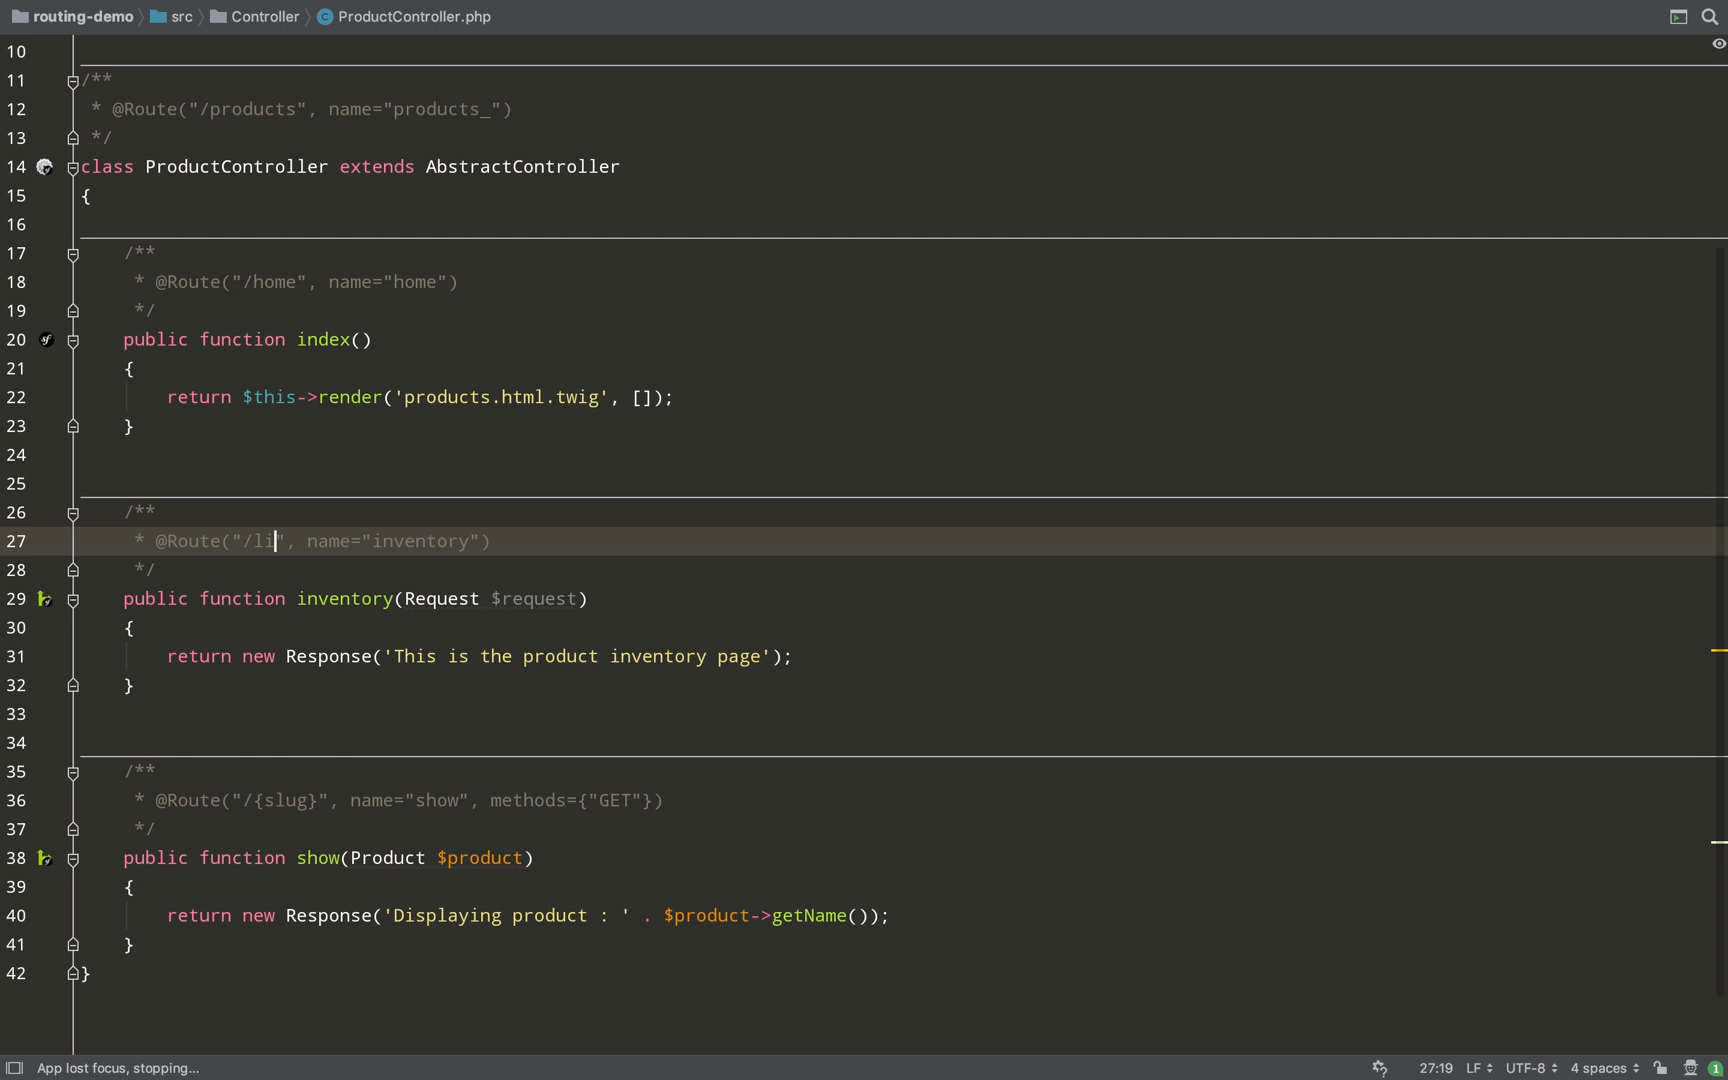 routing-demo src Controller ProductController.php
10
11 /**
12 * @Route("/products", name="products_")
13 */
14 class ProductController extends AbstractController
15 {
16
17 /**
18 * @Route("/home", name="home")
19 */
20 public function index()
21 {
22 return $this->render('products.html.twig', []);
23 }
24
25
26 /**
27 * @Route("/li", name="inventory")
28 */
29 public function inventory(Request $request)
30 {
31 return new Response('This is the product inventory page');
32 }
33
34
35 /**
36 * @Route("/{slug}", name="show", methods={"GET"})
37 */
38 public function show(Product $product)
39 {
40 return new Response('Displaying product : ' . $product->getName());
41 }
42 }
App lost focus, stopping... 27:19 LF UTF-8 4 spaces 1